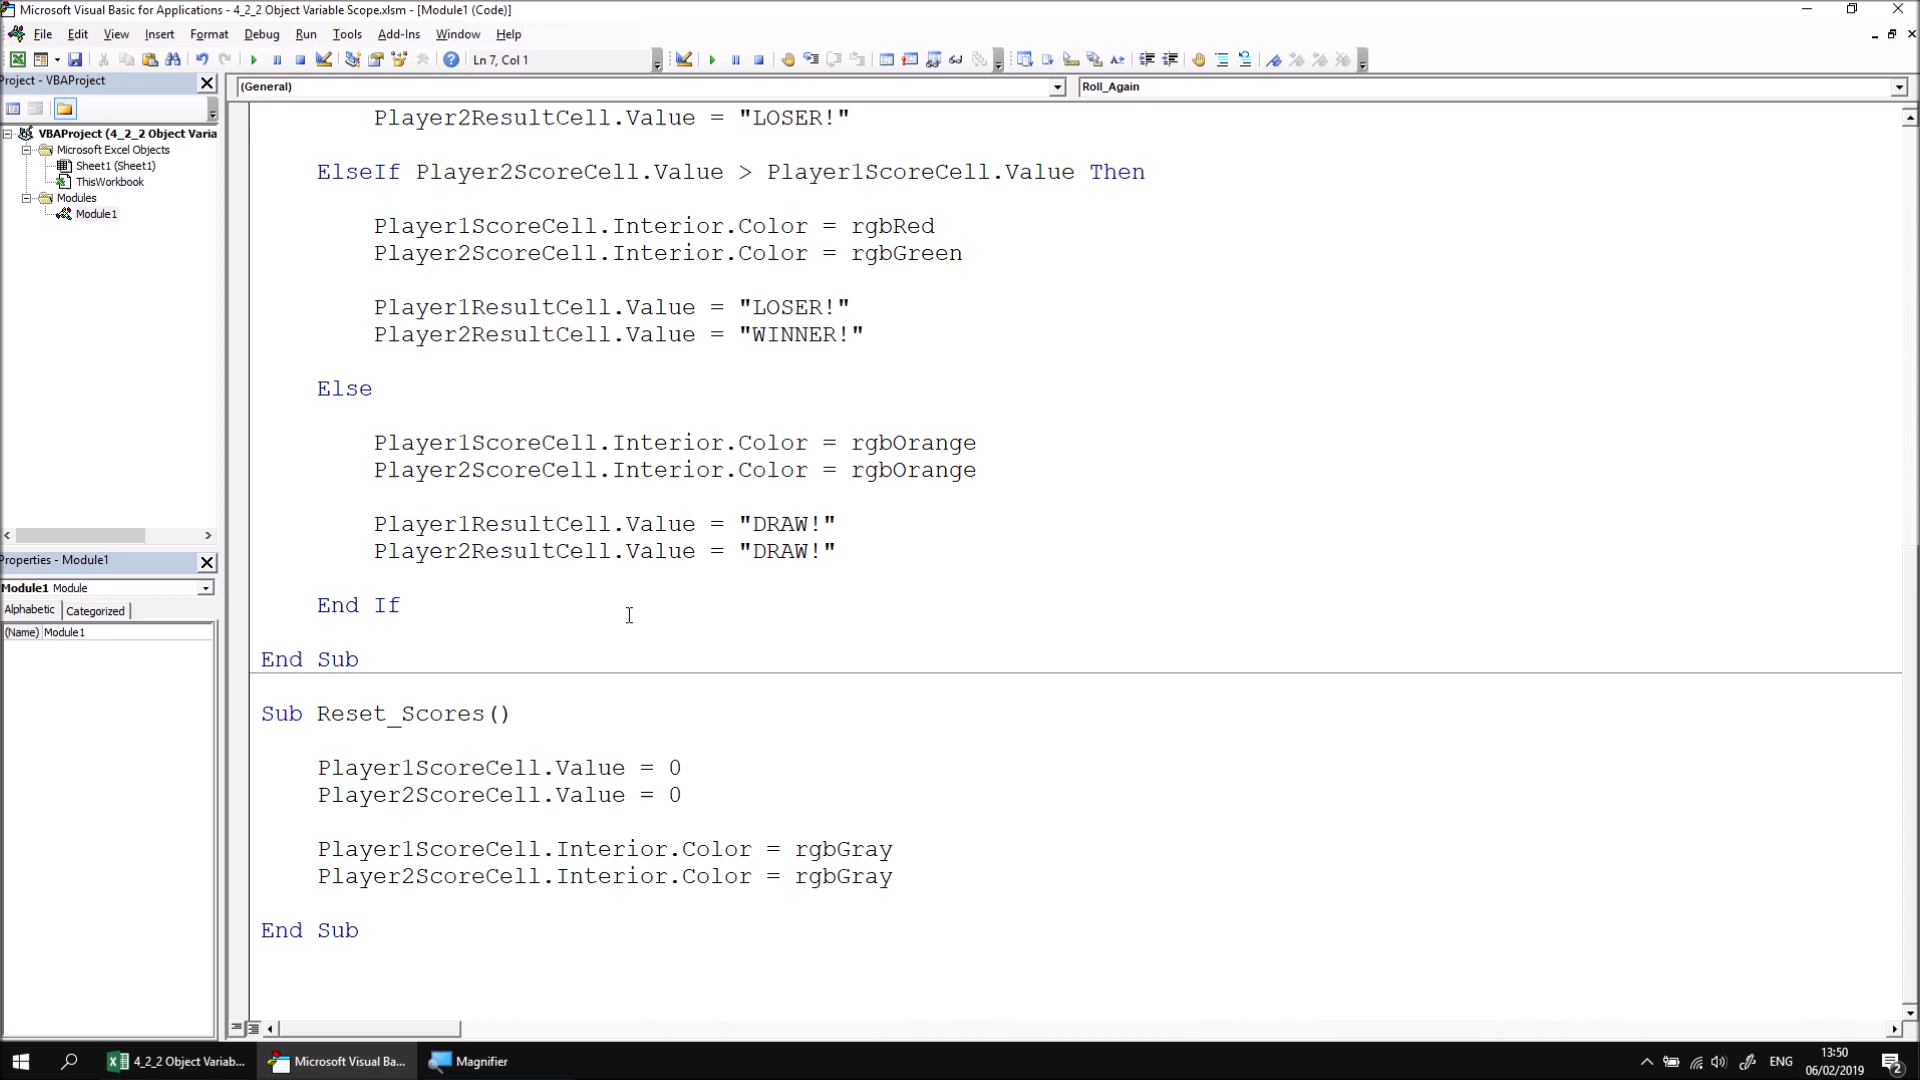 Microsoft Visual Basic for Applications - 4_2_2 Object Variable Scope.xlsm - [Module1 (Code)]
File Edit View Insert Format Debug Run Tools Add-Ins Window Help
Ln 7, Col 1
Project - VBAProject
VBAProject (4_2_2 Object Varia
Microsoft Excel Objects
Sheet1 (Sheet1)
ThisWorkbook
Modules
Module1
Properties - Module1
Module1 Module
Alphabetic Categorized
(Name) Module1
(General)
Roll_Again
Player2ResultCell.Value = "LOSER!"
ElseIf Player2ScoreCell.Value > Player1ScoreCell.Value Then
Player1ScoreCell.Interior.Color = rgbRed
Player2ScoreCell.Interior.Color = rgbGreen
Player1ResultCell.Value = "LOSER!"
Player2ResultCell.Value = "WINNER!"
Else
Player1ScoreCell.Interior.Color = rgbOrange
Player2ScoreCell.Interior.Color = rgbOrange
Player1ResultCell.Value = "DRAW!"
Player2ResultCell.Value = "DRAW!"
End If
End Sub
Sub Reset_Scores()
Player1ScoreCell.Value = 0
Player2ScoreCell.Value = 0
Player1ScoreCell.Interior.Color = rgbGray
Player2ScoreCell.Interior.Color = rgbGray
End Sub
4_2_2 Object Variab...
Microsoft Visual Ba...
Magnifier
ENG
13:50
06/02/2019
2